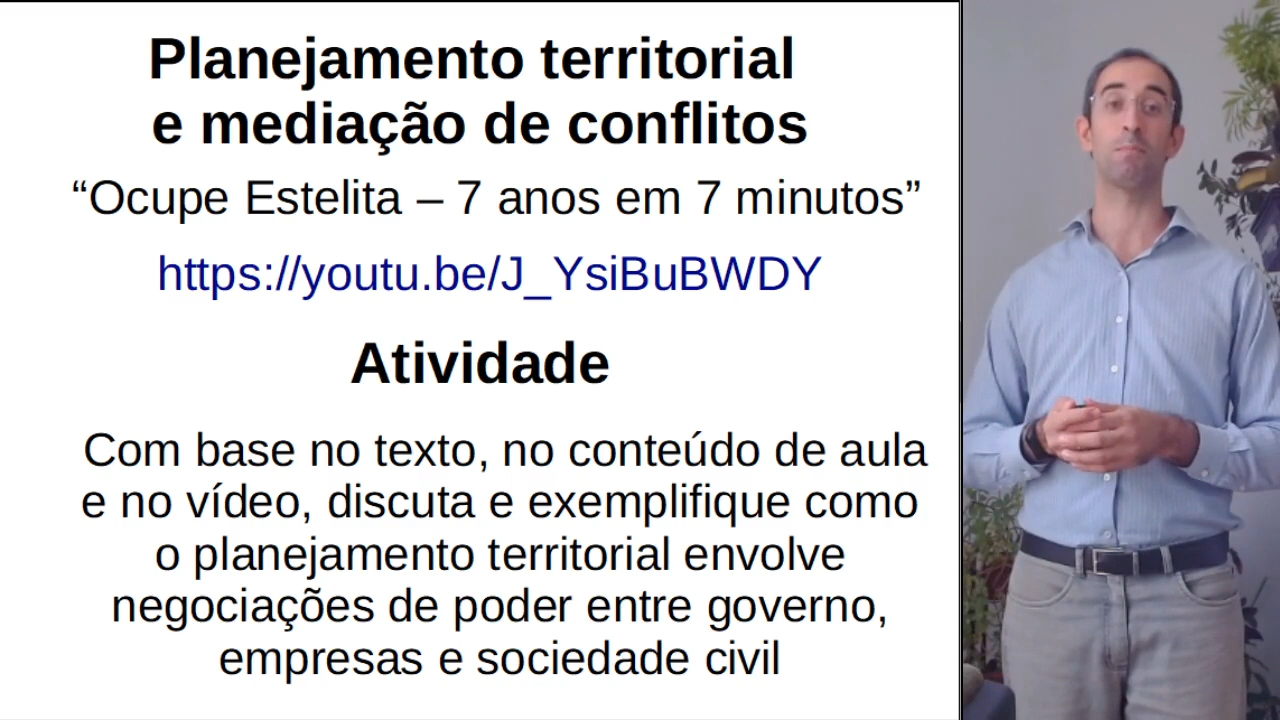 Planejamento territorial
e mediação de conflitos
“Ocupe Estelita – 7 anos em 7 minutos”
https://youtu.be/J_YsiBuBWDY
Atividade
Com base no texto, no conteúdo de aula
e no vídeo, discuta e exemplifique como
o planejamento territorial envolve
negociações de poder entre governo,
empresas e sociedade civil